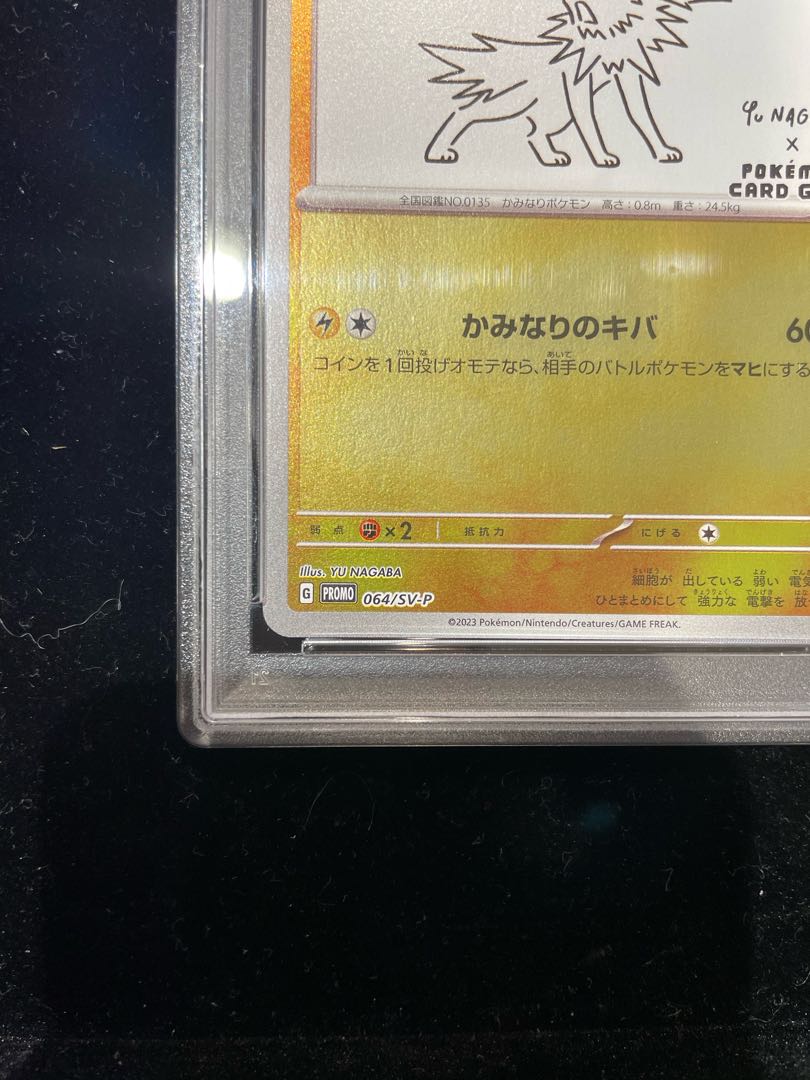 YU NAG
×
POKÉM
CARD G
全国図鑑NO.0135 かみなりポケモン 高さ：0.8m 重さ：24.5kg
かみなりのキバ 60
コインを1回投げオモテなら、相手のバトルポケモンをマヒにする
弱点 ×2 抵抗力 にげる
Illus. YU NAGABA
G PROMO 064/SV-P
細胞が 出している 弱い 電気
ひとまとめにして 強力な 電撃を 放
©2023 Pokémon/Nintendo/Creatures/GAME FREAK.